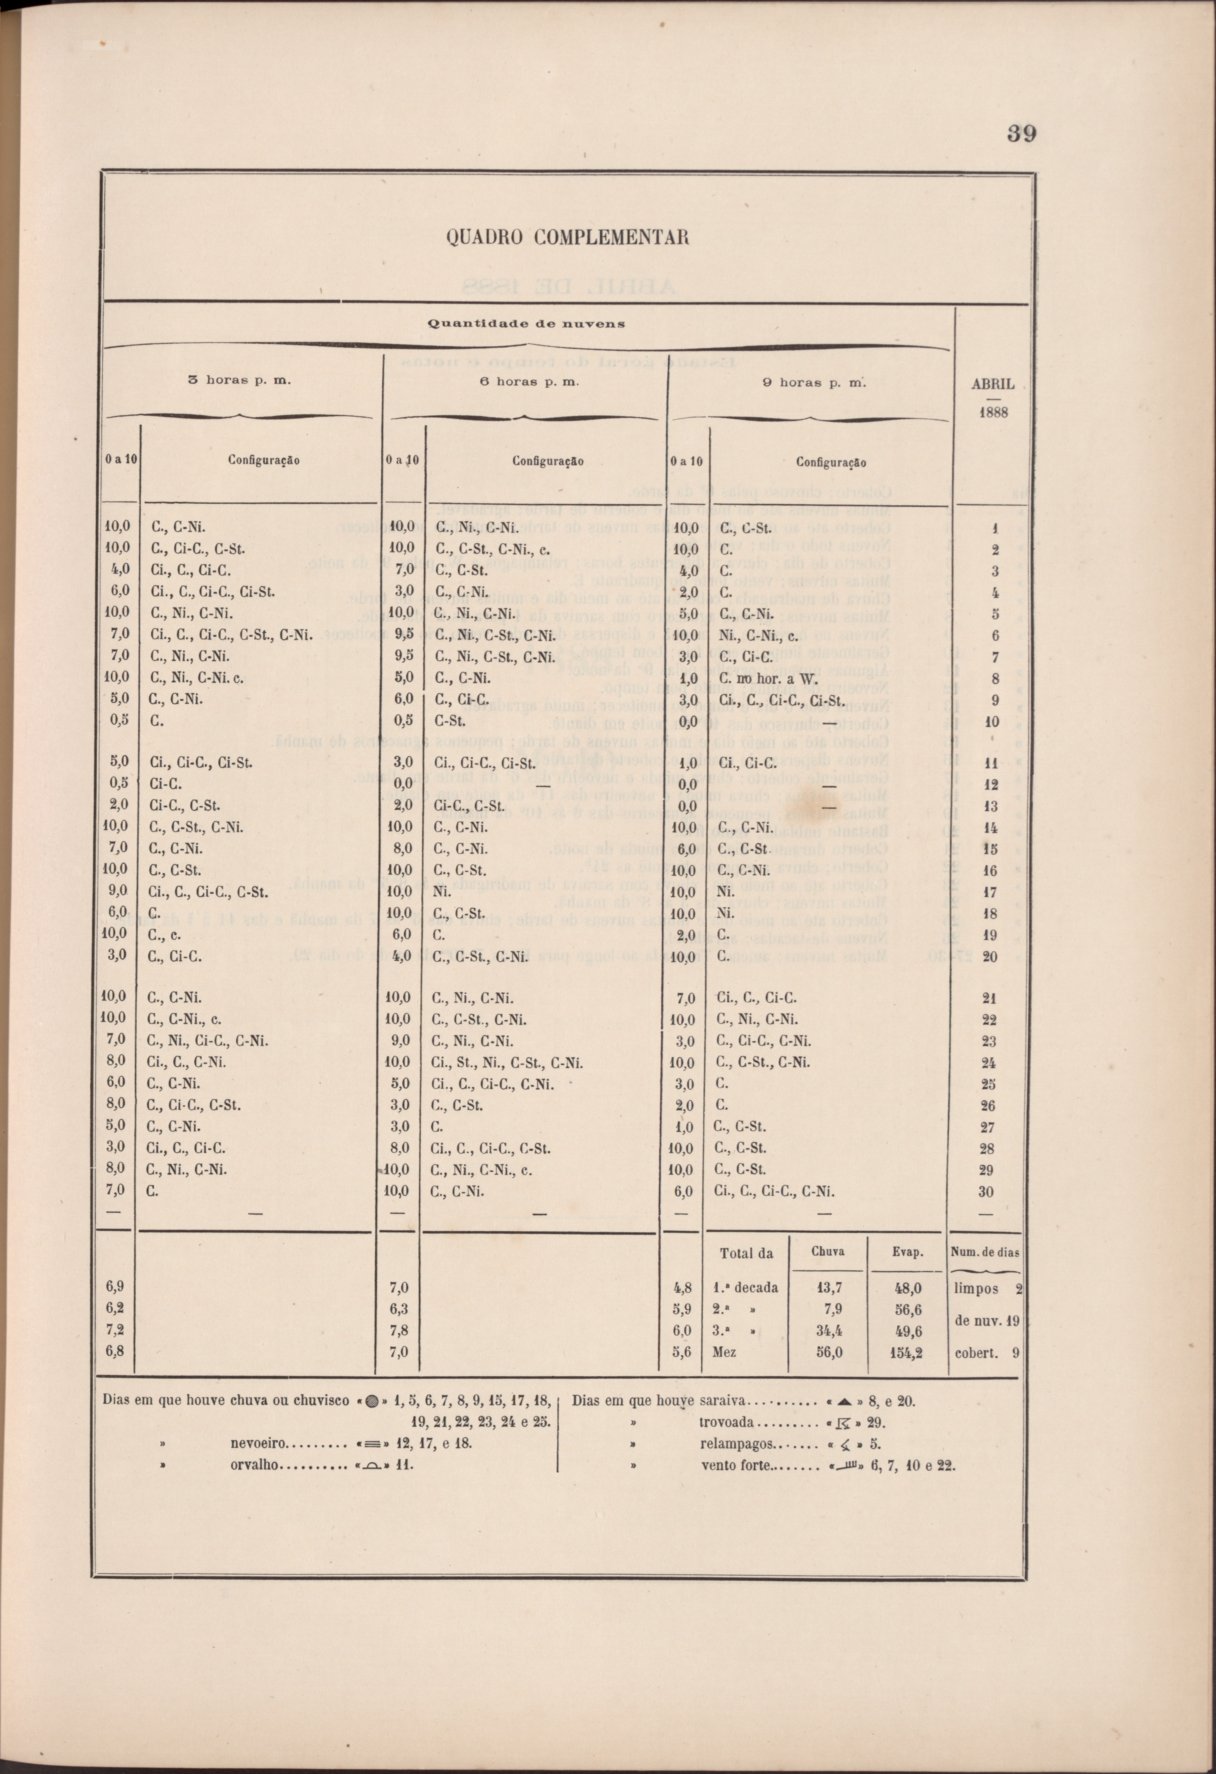 39
QUADRO COMPLEMENTAR
Quantidade de nuvens
3 horas p. m. 6 horas p. m. 9 horas p. m. ABRIL
—
1888
0 a 10 Configuração 0 a 10 Configuração 0 a 10 Configuração
10,0 C., C-Ni. 10,0 C., Ni., C-Ni. 10,0 C., C-St. 1
10,0 C., Ci-C., C-St. 10,0 C., C-St., C-Ni., c. 10,0 C. 2
4,0 Ci., C., Ci-C. 7,0 C., C-St. 4,0 C. 3
6,0 Ci., C., Ci-C., Ci-St. 3,0 C., C-Ni. 2,0 C. 4
10,0 C., Ni., C-Ni. 10,0 C., Ni., C-Ni. 5,0 C., C-Ni. 5
7,0 Ci., C., Ci-C., C-St., C-Ni. 9,5 C., Ni., C-St., C-Ni. 10,0 Ni., C-Ni., c. 6
7,0 C., Ni., C-Ni. 9,5 C., Ni., C-St., C-Ni. 3,0 C., Ci-C. 7
10,0 C., Ni., C-Ni. c. 5,0 C., C-Ni. 1,0 C. no hor. a W. 8
5,0 C., C-Ni. 6,0 C., Ci-C. 3,0 Ci., C., Ci-C., Ci-St. 9
0,5 C. 0,5 C-St. 0,0 — 10
5,0 Ci., Ci-C., Ci-St. 3,0 Ci., Ci-C., Ci-St. 1,0 Ci., Ci-C. 11
0,5 Ci-C. 0,0 — 0,0 — 12
2,0 Ci-C., C-St. 2,0 Ci-C., C-St. 0,0 — 13
10,0 C., C-St., C-Ni. 10,0 C., C-Ni. 10,0 C., C-Ni. 14
7,0 C., C-Ni. 8,0 C., C-Ni. 6,0 C., C-St 15
10,0 C., C-St. 10,0 C., C-St. 10,0 C., C-Ni. 16
9,0 Ci., C., Ci-C., C-St. 10,0 Ni. 10,0 Ni. 17
6,0 C. 10,0 C., C-St. 10,0 Ni. 18
10,0 C., c. 6,0 C. 2,0 C. 19
3,0 C., Ci-C. 4,0 C., C-St., C-Ni. 10,0 C. 20
10,0 C., C-Ni. 10,0 C., Ni., C-Ni. 7,0 Ci., C., Ci-C. 21
10,0 C., C-Ni., c. 10,0 C., C-St., C-Ni. 10,0 C., Ni., C-Ni. 22
7,0 C., Ni., Ci-C., C-Ni. 9,0 C., Ni., C-Ni. 3,0 C., Ci-C., C-Ni. 23
8,0 Ci., C., C-Ni. 10,0 Ci., St., Ni., C-St., C-Ni. 10,0 C., C-St., C-Ni. 24
6,0 C., C-Ni. 5,0 Ci., C., Ci-C., C-Ni. 3,0 C. 25
8,0 C., Ci-C., C-St. 3,0 C., C-St. 2,0 C. 26
5,0 C., C-Ni. 3,0 C. 1,0 C., C-St. 27
3,0 Ci., C., Ci-C. 8,0 Ci., C., Ci-C., C-St. 10,0 C., C-St. 28
8,0 C., Ni., C-Ni. 10,0 C., Ni., C-Ni., c. 10,0 C., C-St. 29
7,0 C. 10,0 C., C-Ni. 6,0 Ci., C., Ci-C., C-Ni. 30
— — — — — — —
Total da Chuva Evap. Num. de dias
6,9 7,0 4,8 1.ª decada 13,7 48,0 limpos 2
6,2 6,3 5,9 2.ª » 7,9 56,6
de nuv. 19
7,2 7,8 6,0 3.ª » 34,4 49,6
6,8 7,0 5,6 Mez 56,0 154,2 cobert. 9
Dias em que houve chuva ou chuvisco «●» 1, 5, 6, 7, 8, 9, 15, 17, 18,
19, 21, 22, 23, 24 e 25.
» nevoeiro......... «≡» 12, 17, e 18.
» orvalho.......... «⌓» 11.
Dias em que houve saraiva.......... «▲» 8, e 20.
» trovoada......... «☈» 29.
» relampagos....... «» 5.
» vento forte........ «» 6, 7, 10 e 22.